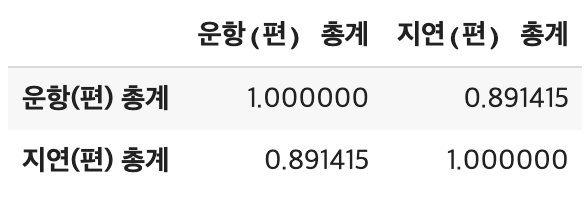 운항(편) 총계 지연(편) 총계
운항(편) 총계 1.000000 0.891415
지연(편) 총계 0.891415 1.000000